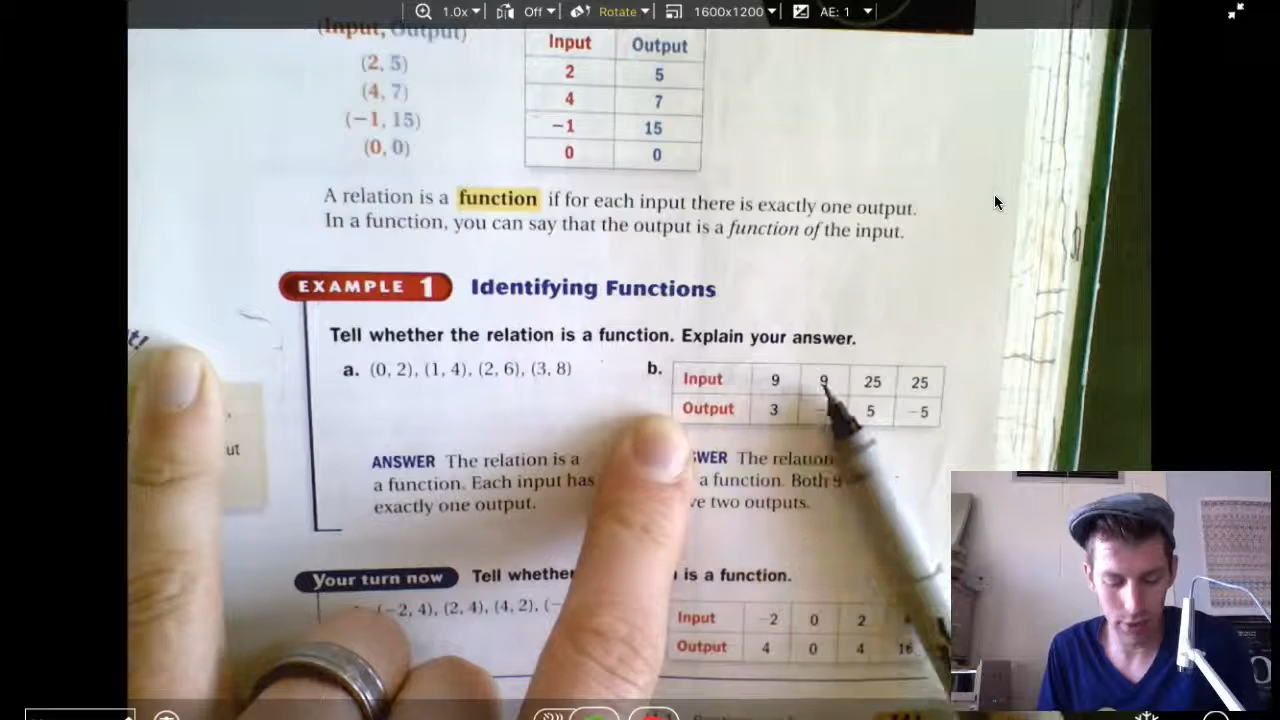 1.0x Off Rotate 1600x1200 AE: 1
(Input, Output) Input Output
(2, 5) 2 5
(4, 7) 4 7
(−1, 15) −1 15
(0, 0) 0 0
A relation is a function if for each input there is exactly one output.
In a function, you can say that the output is a function of the input.
EXAMPLE 1 Identifying Functions
Tell whether the relation is a function. Explain your answer.
a. (0, 2), (1, 4), (2, 6), (3, 8) b. Input 9 9 25 25
Output 3 5 −5
ut
ANSWER The relation is a
a function. Each input has
exactly one output.
The relation
a function. Both 9
two outputs.
Your turn now Tell whether is a function.
(−2, 4), (2, 4), (4, 2), (−
Input −2 0 2
Output 4 0 4 16